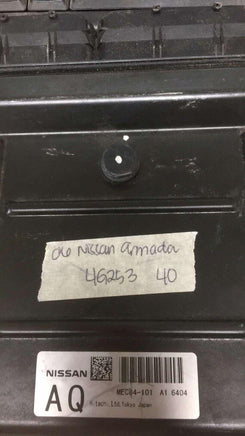 06 Nissan Armada
46253 40
NISSAN
MEC84-101 A1 6404
AQ
Hitachi, Ltd. Tokyo Japan